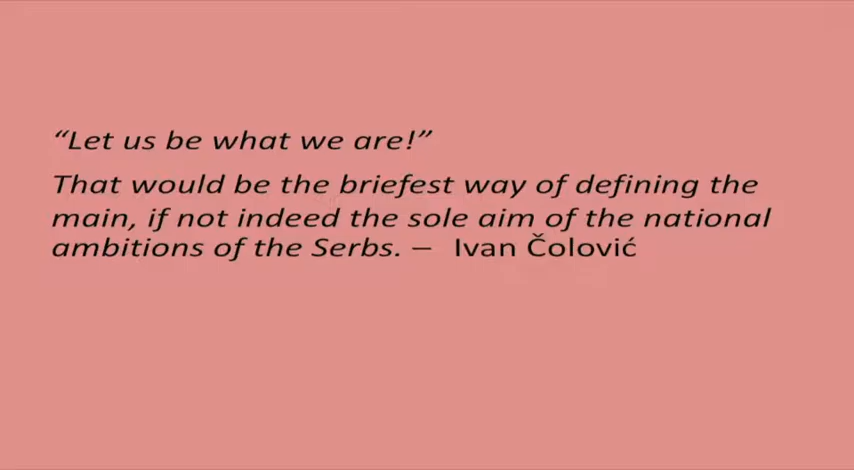 “Let us be what we are!”
That would be the briefest way of defining the
main, if not indeed the sole aim of the national
ambitions of the Serbs. – Ivan Čolović